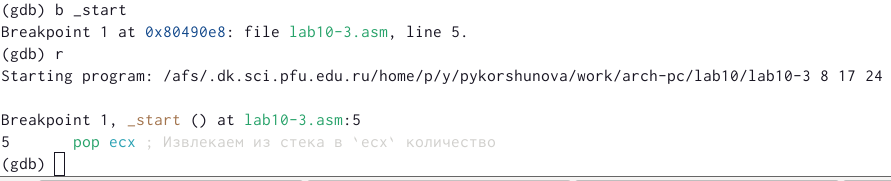 (gdb) b _start
Breakpoint 1 at 0x80490e8: file lab10-3.asm, line 5.
(gdb) r
Starting program: /afs/.dk.sci.pfu.edu.ru/home/p/y/pykorshunova/work/arch-pc/lab10/lab10-3 8 17 24
Breakpoint 1, _start () at lab10-3.asm:5
5 pop ecx ; Извлекаем из стека в `ecx` количество
(gdb)